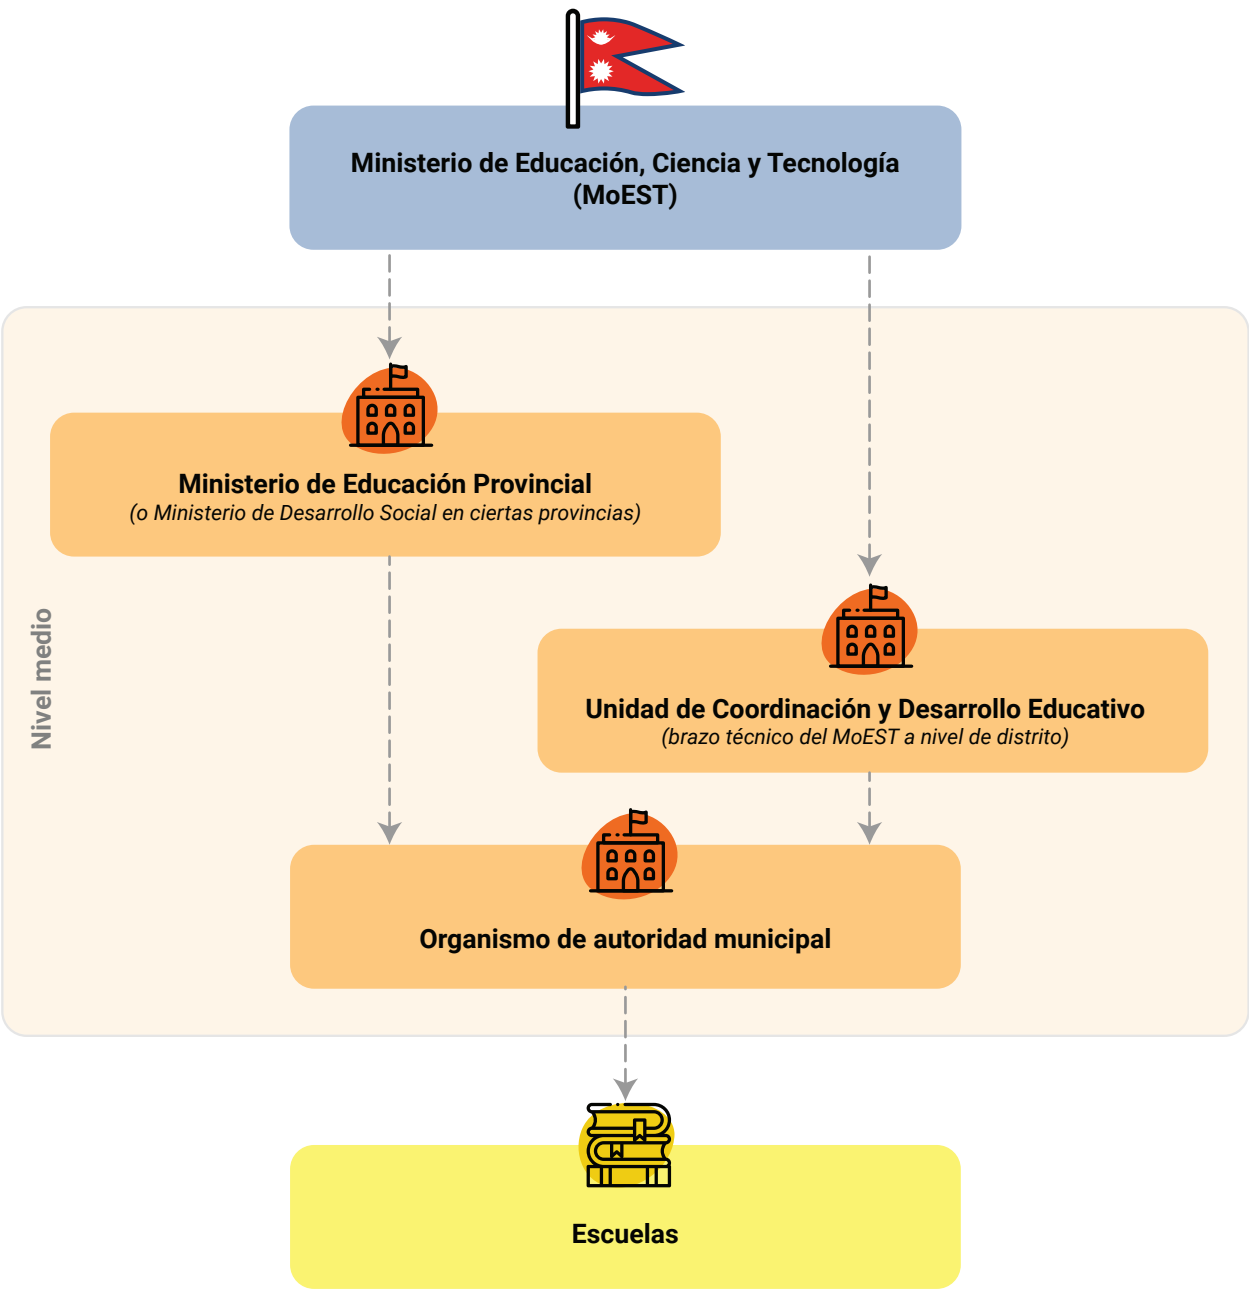 Ministerio de Educación, Ciencia y Tecnología
(MoEST)
Ministerio de Educación Provincial
(o Ministerio de Desarrollo Social en ciertas provincias)
Nivel medio
Unidad de Coordinación y Desarrollo Educativo
(brazo técnico del MoEST a nivel de distrito)
Organismo de autoridad municipal
Escuelas